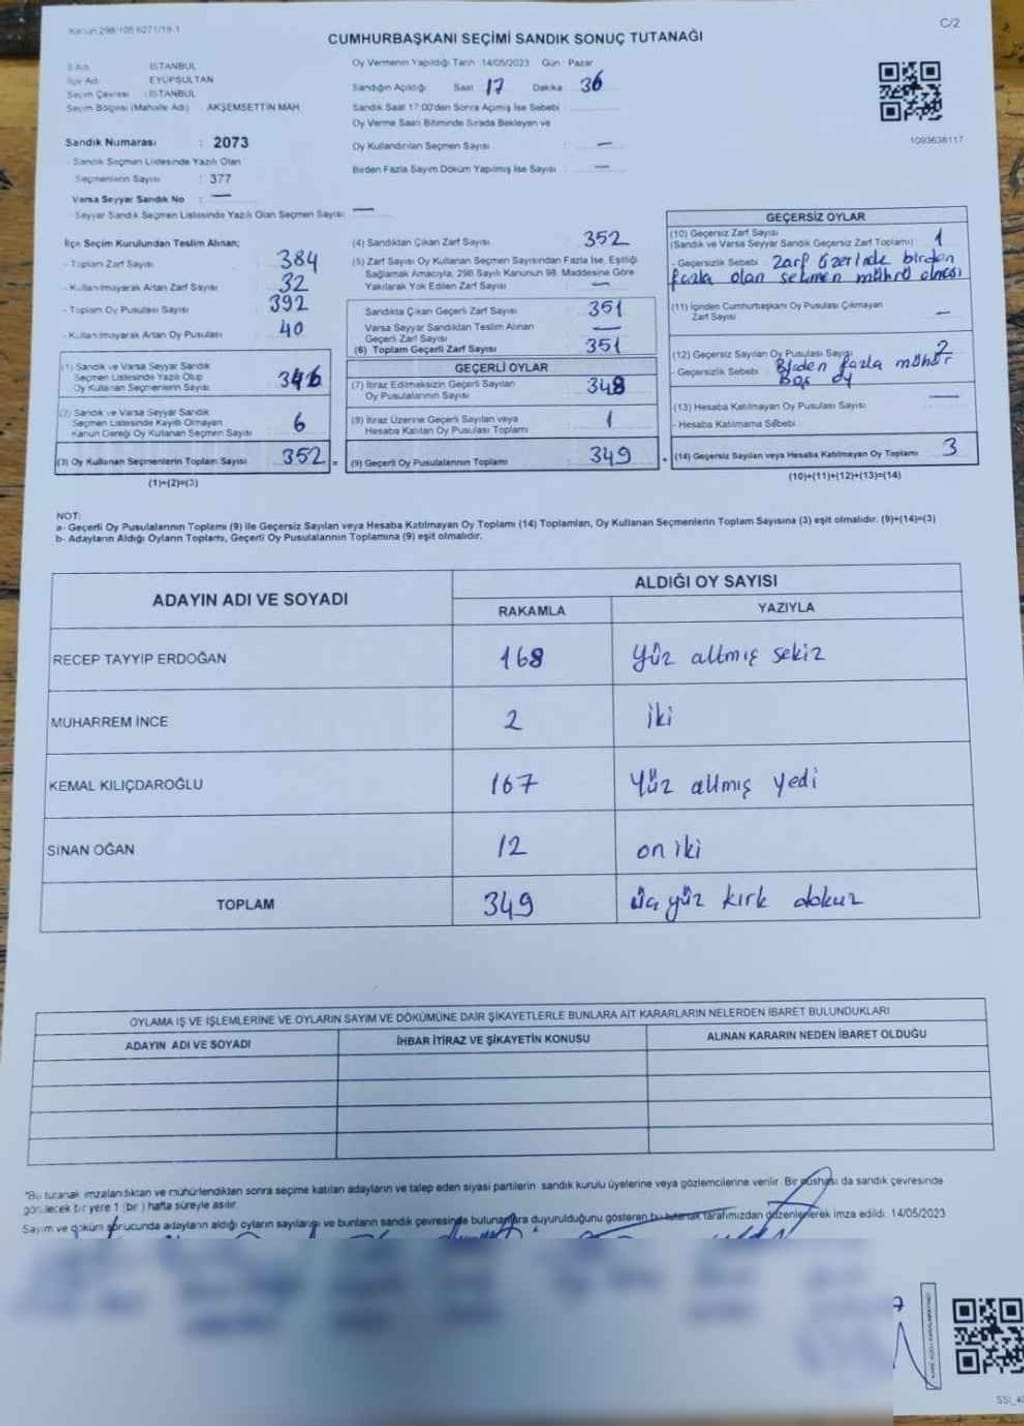 Kanun 298/105 6271/18-1
C/2
CUMHURBAŞKANI SEÇİMİ SANDIK SONUÇ TUTANAĞI
İl Adı : İSTANBUL
İlçe Adı : EYÜPSULTAN
Seçim Çevresi : İSTANBUL
Seçim Bölgesi (Mahalle Adı) : AKŞEMSETTİN MAH.
Sandık Numarası : 2073
- Sandık Seçmen Listesinde Yazılı Olan
Seçmenlerin Sayısı : 377
Varsa Seyyar Sandık No : —
- Seyyar Sandık Seçmen Listesinde Yazılı Olan Seçmen Sayısı : —
Oy Vermenin Yapıldığı Tarih :14/05/2023 Gün : Pazar
Sandığın Açıldığı Saat : 17 Dakika : 36
Sandık Saat 17:00'den Sonra Açılmış İse Sebebi :
Oy Verme Saati Bitiminde Sırada Bekleyen ve
Oy Kullandırılan Seçmen Sayısı : —
Birden Fazla Sayım Döküm Yapılmış İse Sayısı : —
1093638117
İlçe Seçim Kurulundan Teslim Alınan;
- Toplam Zarf Sayısı : 384
- Kullanılmayarak Artan Zarf Sayısı : 32
- Toplam Oy Pusulası Sayısı : 392
- Kullanılmayarak Artan Oy Pusulası : 40
(1) Sandık ve Varsa Seyyar Sandık
Seçmen Listesinde Yazılı Olup
Oy Kullanan Seçmenlerin Sayısı : 346
(2) Sandık ve Varsa Seyyar Sandık
Seçmen Listesinde Kayıtlı Olmayan
Kanun Gereği Oy Kullanan Seçmen Sayısı : 6
(3) Oy Kullanan Seçmenlerin Toplam Sayısı : 352
(1)+(2)=(3)
(4) Sandıktan Çıkan Zarf Sayısı : 352
(5) Zarf Sayısı Oy Kullanan Seçmen Sayısından Fazla İse, Eşitliği
Sağlamak Amacıyla, 298 Sayılı Kanunun 98. Maddesine Göre
Yakılarak Yok Edilen Zarf Sayısı : —
Sandıkta Çıkan Geçerli Zarf Sayısı : 351
Varsa Seyyar Sandıktan Teslim Alınan
Geçerli Zarf Sayısı : —
(6) Toplam Geçerli Zarf Sayısı : 351
GEÇERLİ OYLAR
(7) İtiraz Edilmeksizin Geçerli Sayılan
Oy Pusulalarının Sayısı : 348
(8) İtiraz Üzerine Geçerli Sayılan veya
Hesaba Katılan Oy Pusulası Toplamı : 1
(9) Geçerli Oy Pusulalarının Toplamı : 349
GEÇERSİZ OYLAR
(10) Geçersiz Zarf Sayısı
(Sandık ve Varsa Seyyar Sandık Geçersiz Zarf Toplamı) : 1
- Geçersizlik Sebebi : Zarf üzerinde birden
fazla olan seçmen mührü olması
(11) İçinden Cumhurbaşkanı Oy Pusulası Çıkmayan
Zarf Sayısı : —
(12) Geçersiz Sayılan Oy Pusulası Sayısı : 2
- Geçersizlik Sebebi : Birden fazla mühür
Boş oy
(13) Hesaba Katılmayan Oy Pusulası Sayısı : —
- Hesaba Katılmama Sebebi :
(14) Geçersiz Sayılan veya Hesaba Katılmayan Oy Toplamı : 3
(10)+(11)+(12)+(13)=(14)
NOT:
a- Geçerli Oy Pusulalarının Toplamı (9) ile Geçersiz Sayılan veya Hesaba Katılmayan Oy Toplamı (14) Toplamları, Oy Kullanan Seçmenlerin Toplam Sayısına (3) eşit olmalıdır. (9)+(14)=(3)
b- Adayların Aldığı Oyların Toplamı, Geçerli Oy Pusulalarının Toplamına (9) eşit olmalıdır.
ADAYIN ADI VE SOYADI
ALDIĞI OY SAYISI
RAKAMLA YAZIYLA
RECEP TAYYİP ERDOĞAN 168 yüz altmış sekiz
MUHARREM İNCE 2 iki
KEMAL KILIÇDAROĞLU 167 yüz altmış yedi
SİNAN OĞAN 12 on iki
TOPLAM 349 üç yüz kırk dokuz
OYLAMA İŞ VE İŞLEMLERİNE VE OYLARIN SAYIM VE DÖKÜMÜNE DAİR ŞİKAYETLERLE BUNLARA AİT KARARLARIN NELERDEN İBARET BULUNDUKLARI
ADAYIN ADI VE SOYADI İHBAR İTİRAZ VE ŞİKAYETİN KONUSU ALINAN KARARIN NEDEN İBARET OLDUĞU
"Bu tutanak imzalandıktan ve mühürlendikten sonra seçime katılan adayların ve talep eden siyasi partilerin sandık kurulu üyelerine veya gözlemcilerine verilir. Bir nüshası da sandık çevresinde
görülecek bir yere 1 (bir ) hafta süreyle asılır.
Sayım ve döküm sonucunda adayların aldığı oyların sayılarını ve bunların sandık çevresinde bulunanlara duyurulduğunu gösteren bu tutanak tarafımızdan düzenlenerek imza edildi. 14/05/2023